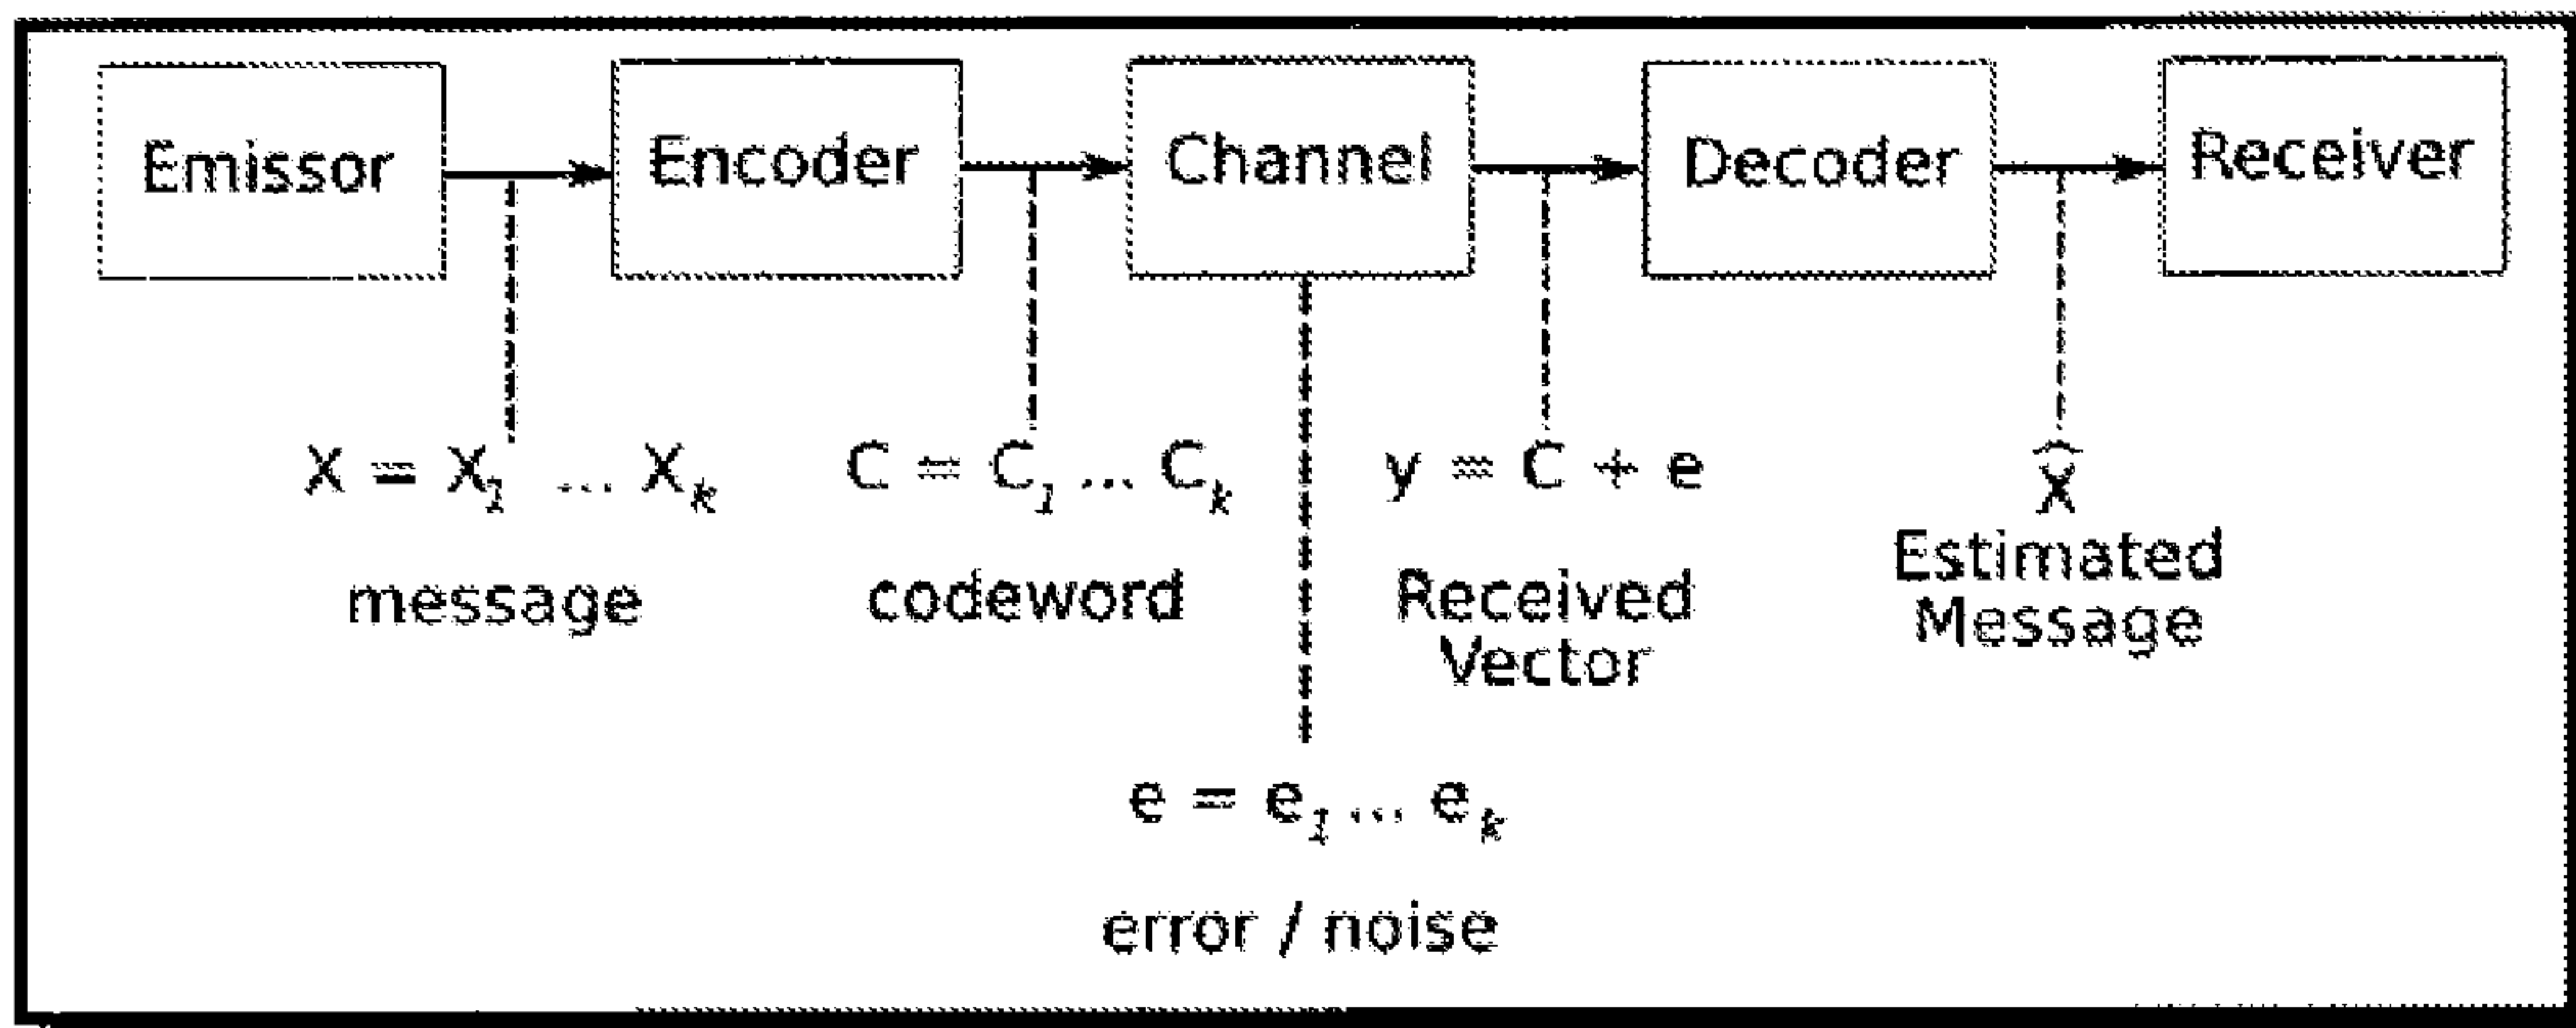 Emissor Encoder Channel Decoder Receiver
X = X₁ ... Xₖ C = C₁ ... Cₖ y = C + e X̂
message codeword Received Vector Estimated Message
e = e₁ ... eₖ
error / noise